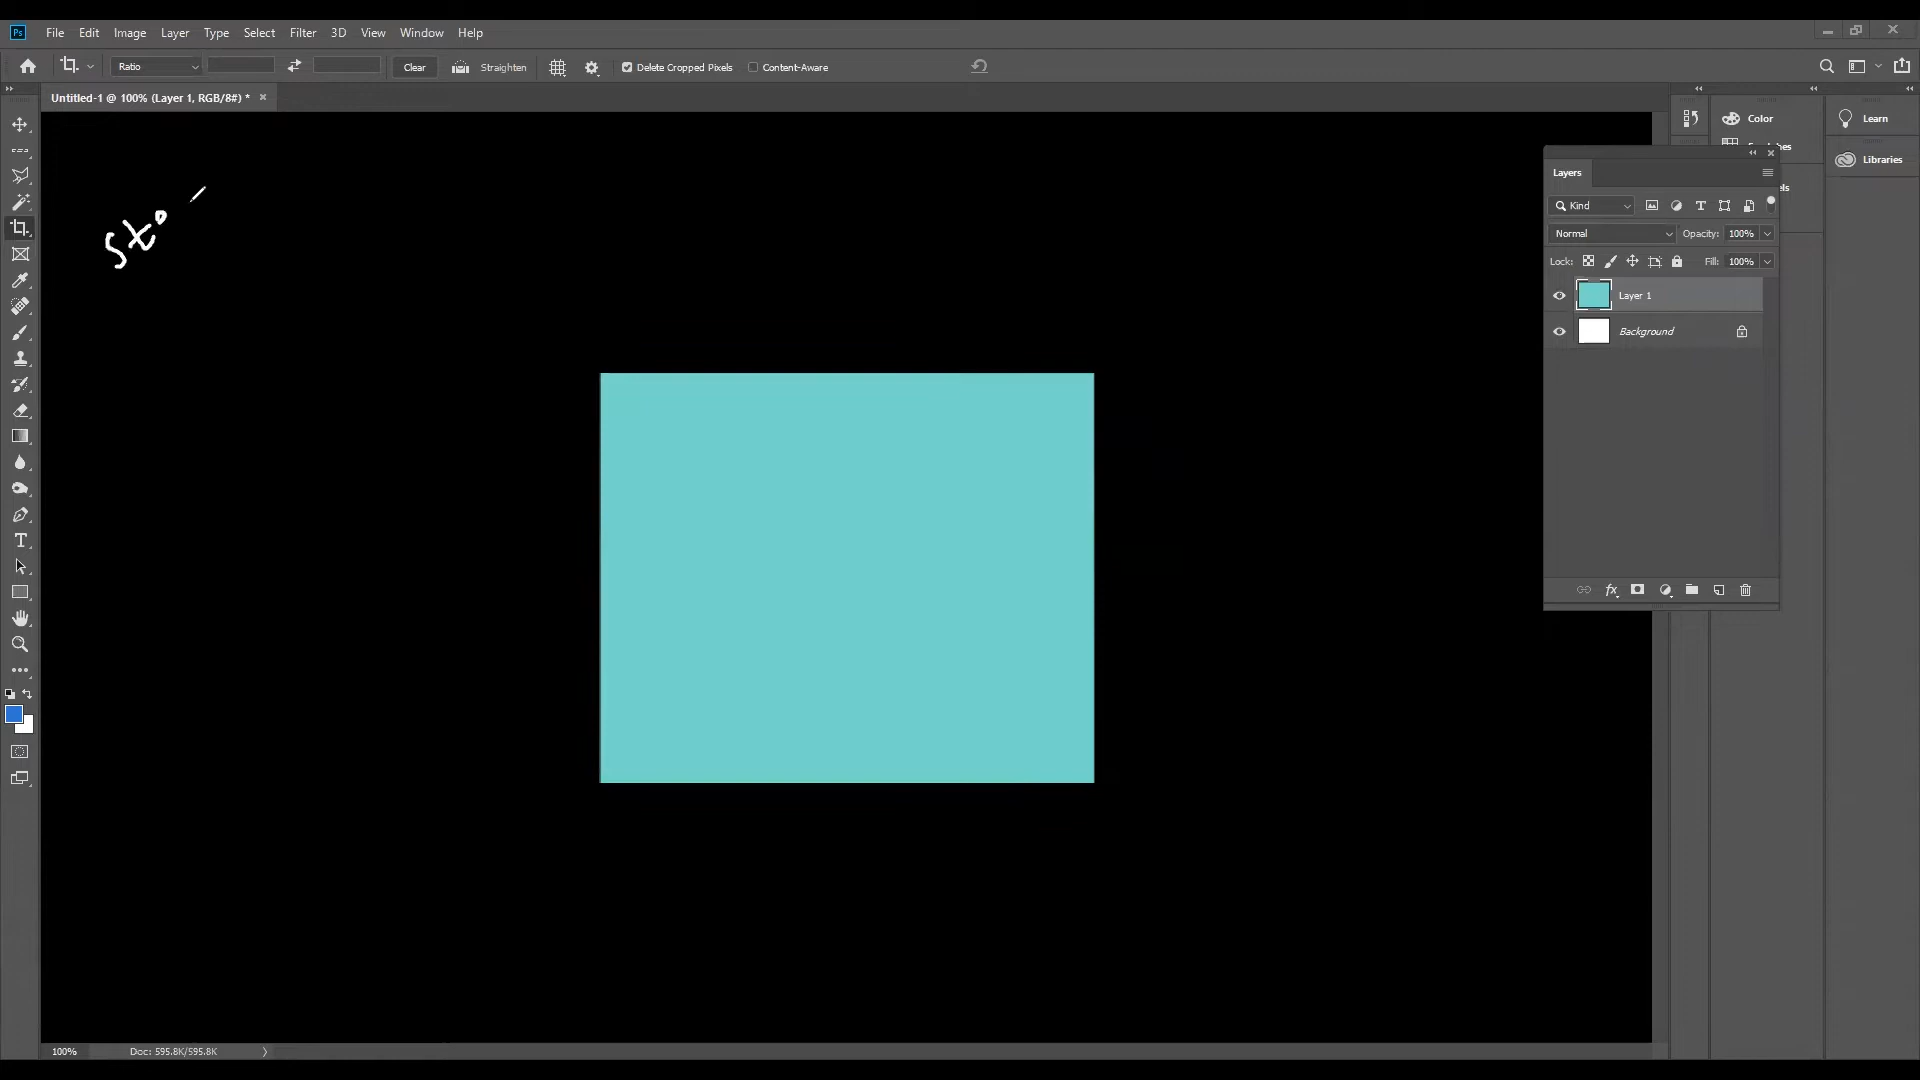 Ps File Edit Image Layer Type Select Filter 3D View Window Help
Ratio Clear Straighten Delete Cropped Pixels Content-Aware
Untitled-1 @ 100% (Layer 1, RGB/8#) *
Color
Learn
Libraries
Layers
Kind
Normal Opacity: 100%
Lock: Fill: 100%
Layer 1
Background
100% Doc: 595.8K/595.8K